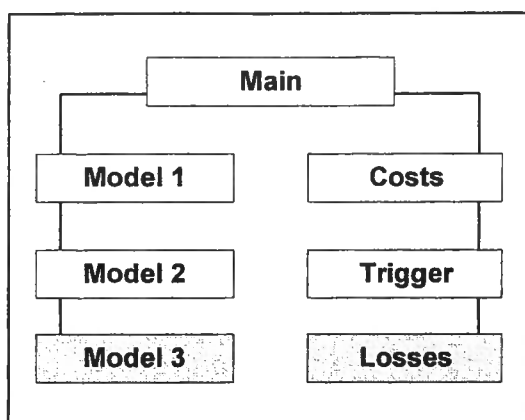 Main
Model 1
Costs
Model 2
Trigger
Model 3
Losses